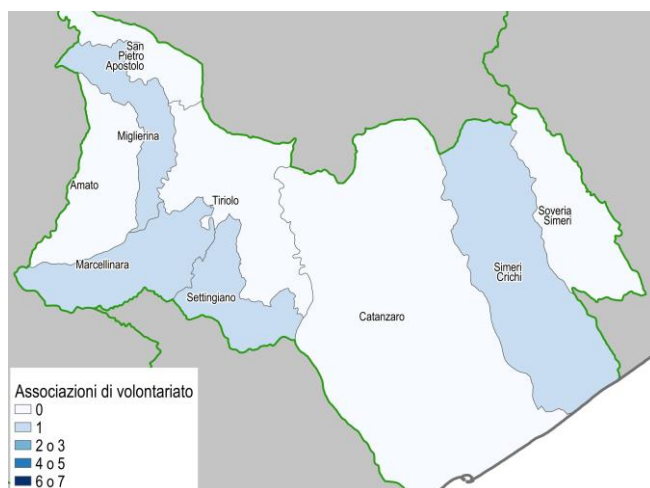 San
Pietro
Apostolo
Miglierina
Amato
Tiriolo
Soveria
Simeri
Marcellinara
Simeri
Crichi
Settingiano
Catanzaro
Associazioni di volontariato
0
1
2 o 3
4 o 5
6 o 7